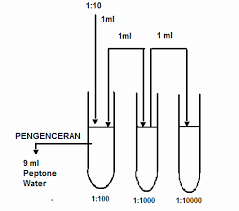 1:10
1ml
1ml
1 ml
PENGENCERAN
9 ml
Peptone
Water
1:100
1:1000
1:10000